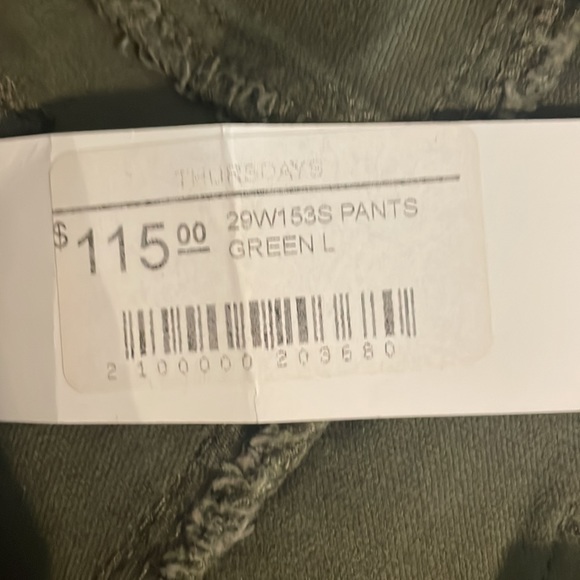 THURSDAYS
$115.00 29W153S PANTS
GREEN L
2 100000 203680